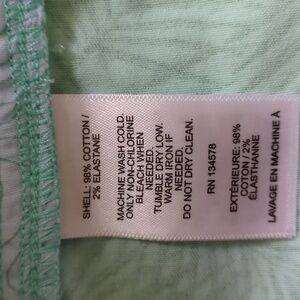 SHELL: 98% COTTON /
2% ELASTANE
MACHINE WASH COLD.
ONLY NON-CHLORINE
BLEACH WHEN
NEEDED.
TUMBLE DRY LOW.
WARM IRON IF
NEEDED.
DO NOT DRY CLEAN.
RN 134578
EXTÉRIEURE: 98%
COTON / 2%
ÉLASTHANNE
LAVAGE EN MACHINE À